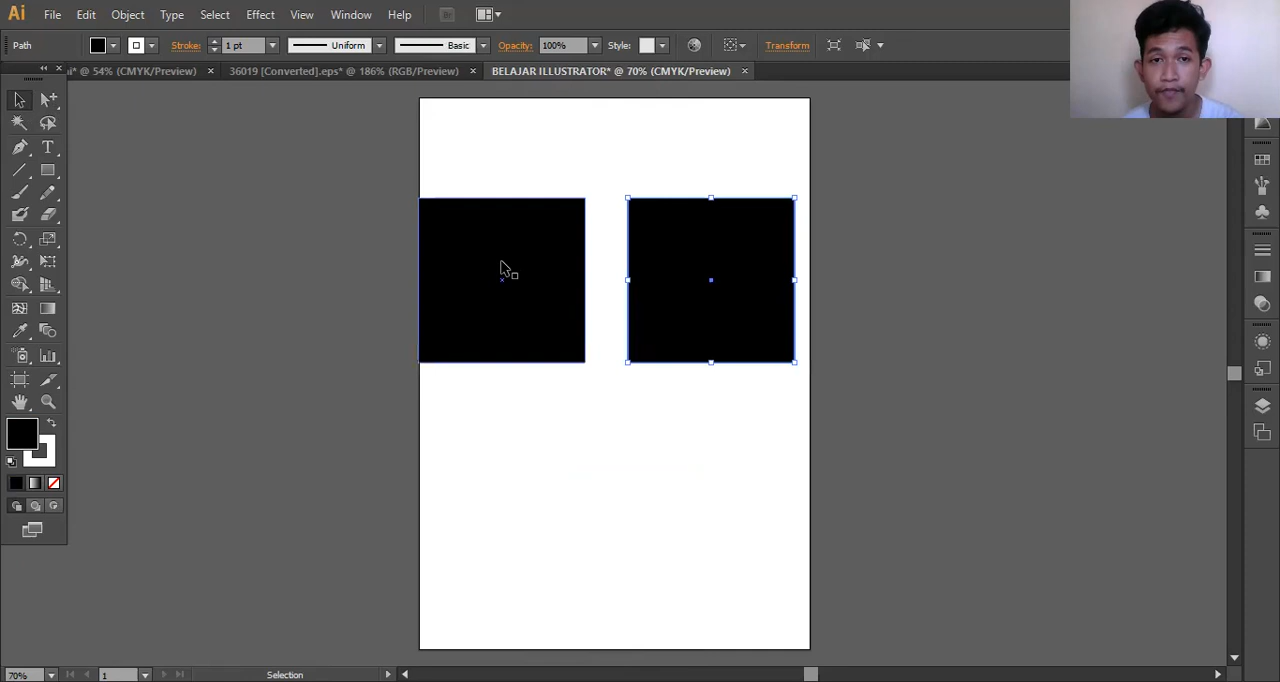 Ai File Edit Object Type Select Effect View Window Help
Path Stroke: 1 pt Uniform Basic Opacity: 100% Style: Transform
ai* @ 54% (CMYK/Preview) × 36019 [Converted].eps* @ 186% (RGB/Preview) × BELAJAR ILLUSTRATOR* @ 70% (CMYK/Preview) ×
T
70% 1 Selection